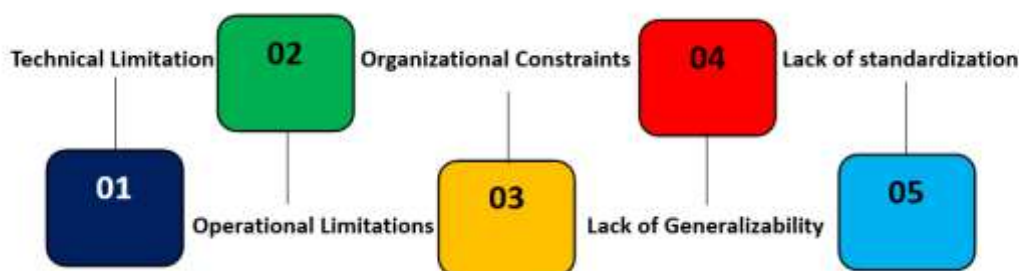 Technical Limitation
01
02
Operational Limitations
Organizational Constraints
03
04
Lack of Generalizability
Lack of standardization
05